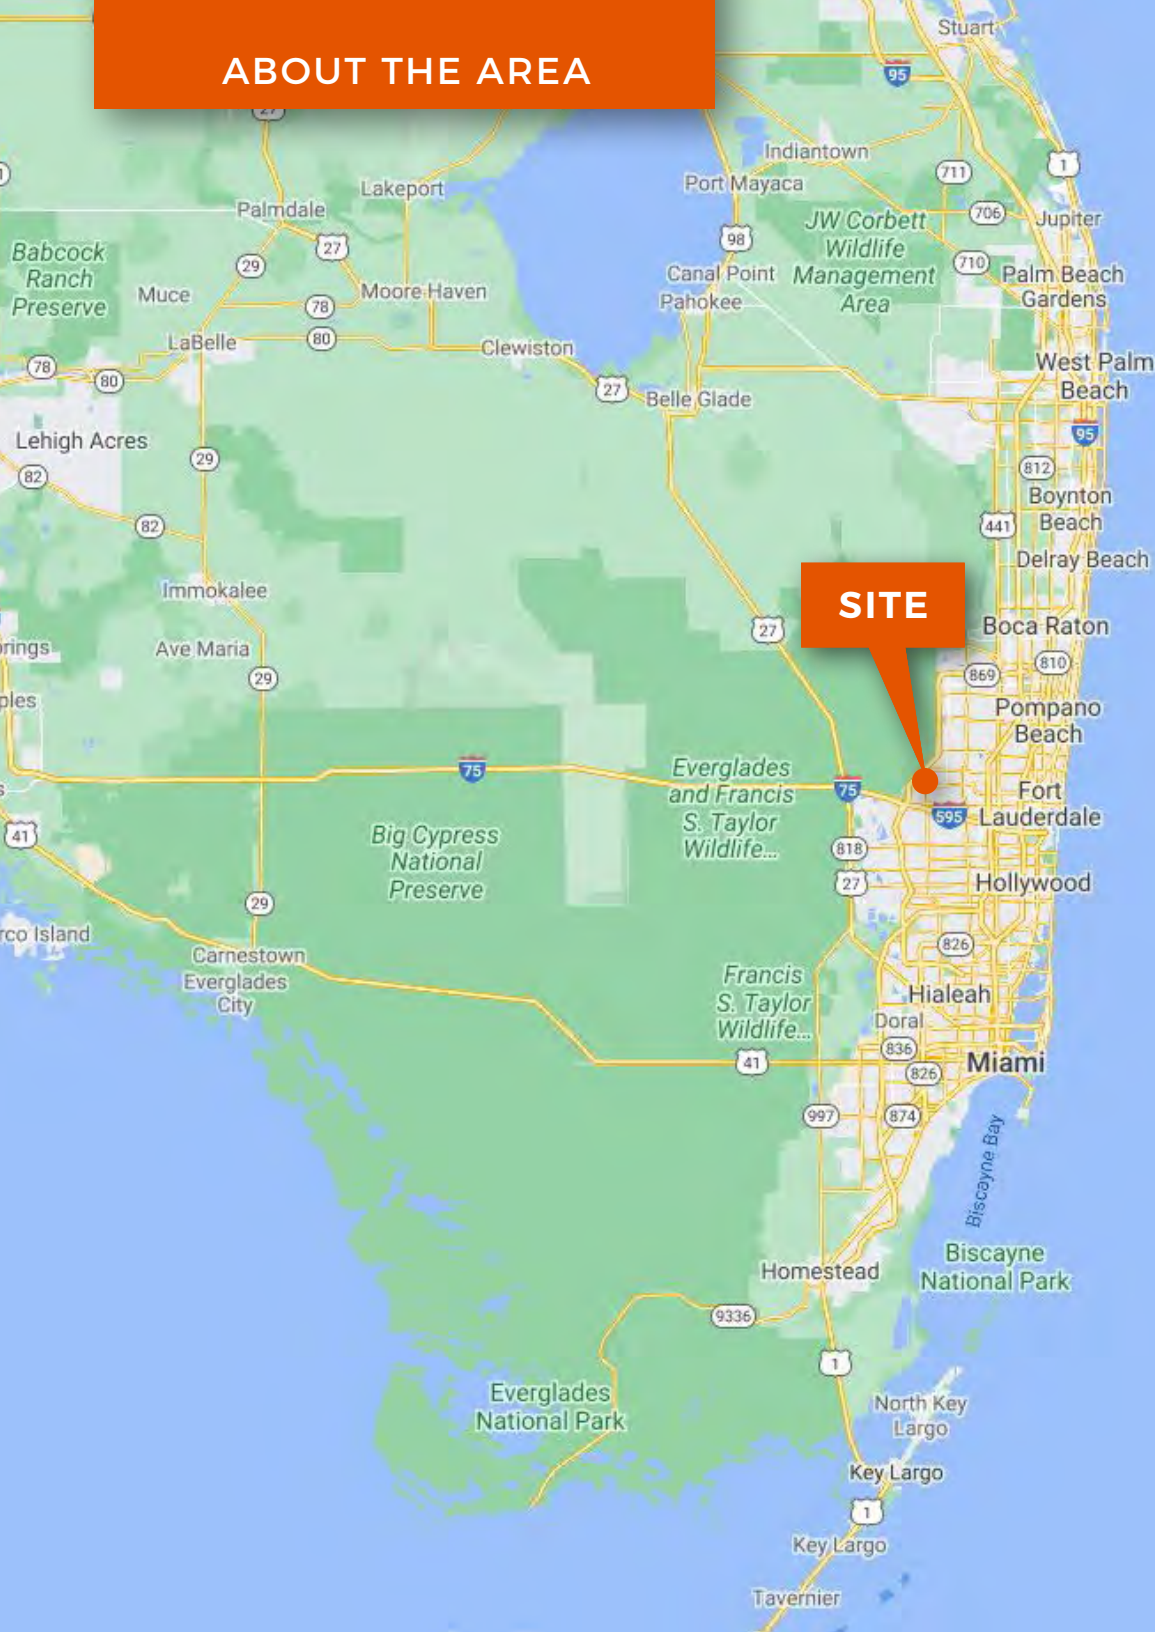 ABOUT THE AREA
Stuart
95
27
Indiantown
1
Port Mayaca
711
Lakeport
Palmdale
706
Jupiter
JW Corbett
Wildlife
Management
Area
98
27
29
Babcock
Ranch
Preserve
710
Canal Point
Palm Beach
Gardens
Muce
78
Moore Haven
Pahokee
LaBelle
80
Clewiston
78
80
West Palm
Beach
27
Belle Glade
95
Lehigh Acres
29
82
812
Boynton
Beach
82
441
Delray Beach
Immokalee
SITE
27
Boca Raton
rings
Ave Maria
29
869
810
ples
Pompano
Beach
75
Everglades
and Francis
S. Taylor
Wildlife...
75
Fort
Lauderdale
595
41
Big Cypress
National
Preserve
818
27
Hollywood
29
rco Island
826
Carnestown
Everglades
City
Francis
S. Taylor
Wildlife...
Hialeah
Doral
836
41
Miami
826
997
874
Biscayne Bay
Biscayne
National Park
Homestead
9336
1
Everglades
National Park
North Key
Largo
Key Largo
1
Key Largo
Tavernier